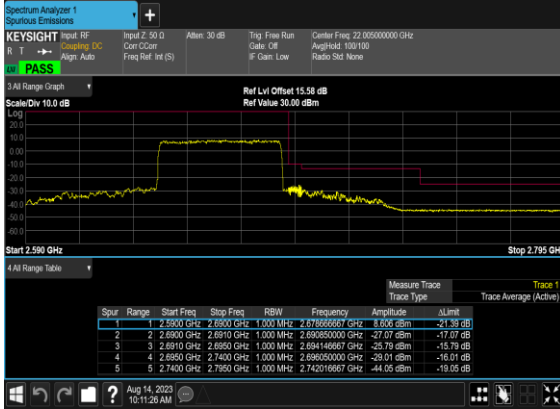 Spectrum Analyzer 1
Spurious Emissions
KEYSIGHT Input: RF Input Z: 50 Ω Atten: 30 dB Trig: Free Run Center Freq: 22.005000000 GHz
R T Coupling: DC Corr CCorr Gate: Off Avg|Hold: 100/100
Align: Auto Freq Ref: Int (S) IF Gain: Low Radio Std: None
PASS
3 All Range Graph
Ref Lvl Offset 15.58 dB
Scale/Div 10.0 dB Ref Value 30.00 dBm
Log
20.0
10.0
0.00
-10.0
-20.0
-30.0
-40.0
-50.0
-60.0
Start 2.590 GHz Stop 2.795 GH
4 All Range Table
Measure Trace Trace 1
Trace Type Trace Average (Active)
Spur Range Start Freq Stop Freq RBW Frequency Amplitude ΔLimit
1 1 2.5900 GHz 2.6900 GHz 1.000 MHz 2.678666667 GHz 8.606 dBm -21.39 dB
2 2 2.6900 GHz 2.6910 GHz 1.000 MHz 2.690850000 GHz -27.07 dBm -17.07 dB
3 3 2.6910 GHz 2.6950 GHz 1.000 MHz 2.694146667 GHz -25.79 dBm -15.79 dB
4 4 2.6950 GHz 2.7400 GHz 1.000 MHz 2.696050000 GHz -29.01 dBm -16.01 dB
5 5 2.7400 GHz 2.7950 GHz 1.000 MHz 2.742016667 GHz -44.05 dBm -19.05 dB
Aug 14, 2023
10:11:26 AM